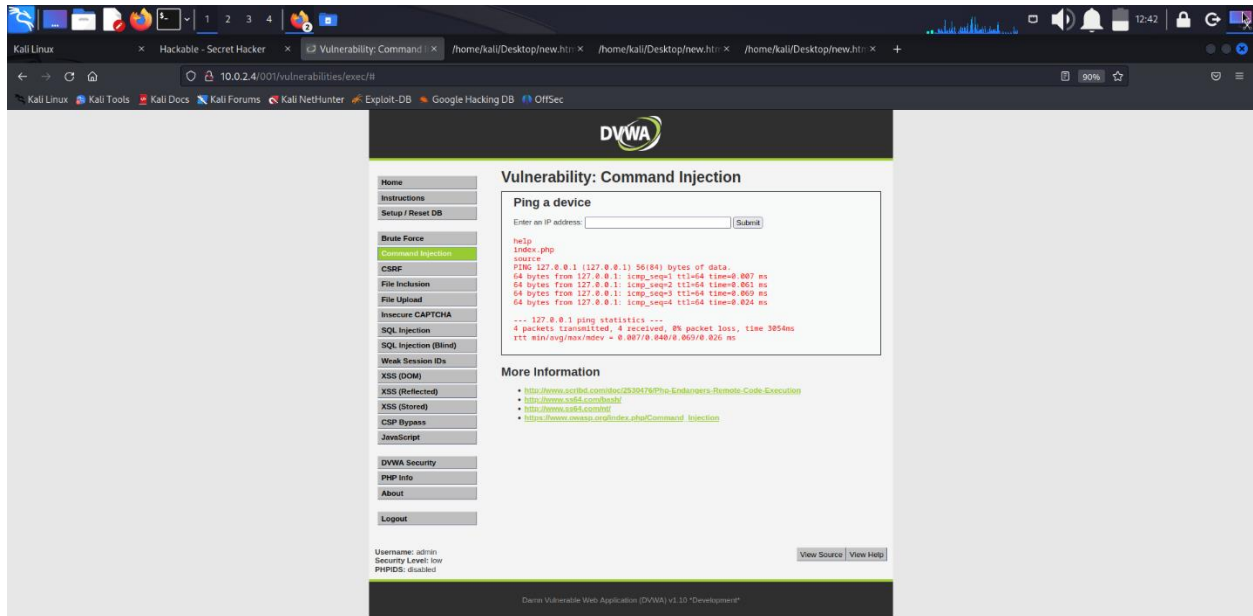 1 2 3 4
2
12:42
Kali Linux
Hackable - Secret Hacker
Vulnerability: Command I
/home/kali/Desktop/new.htm
/home/kali/Desktop/new.htm
/home/kali/Desktop/new.htm
10.0.2.4/001/vulnerabilities/exec/#
90%
Kali Linux Kali Tools Kali Docs Kali Forums Kali NetHunter Exploit-DB Google Hacking DB OffSec
DVWA
Home
Instructions
Setup / Reset DB
Brute Force
Command Injection
CSRF
File Inclusion
File Upload
Insecure CAPTCHA
SQL Injection
SQL Injection (Blind)
Weak Session IDs
XSS (DOM)
XSS (Reflected)
XSS (Stored)
CSP Bypass
JavaScript
DVWA Security
PHP Info
About
Logout
Vulnerability: Command Injection
Ping a device
Enter an IP address: Submit
help
index.php
source
PING 127.0.0.1 (127.0.0.1) 56(84) bytes of data.
64 bytes from 127.0.0.1: icmp_seq=1 ttl=64 time=0.007 ms
64 bytes from 127.0.0.1: icmp_seq=2 ttl=64 time=0.061 ms
64 bytes from 127.0.0.1: icmp_seq=3 ttl=64 time=0.069 ms
64 bytes from 127.0.0.1: icmp_seq=4 ttl=64 time=0.024 ms
--- 127.0.0.1 ping statistics ---
4 packets transmitted, 4 received, 0% packet loss, time 3054ms
rtt min/avg/max/mdev = 0.007/0.040/0.069/0.026 ms
More Information
http://www.scribd.com/doc/2530476/Php-Endangers-Remote-Code-Execution
http://www.ss64.com/bash/
http://www.ss64.com/nt/
https://www.owasp.org/index.php/Command_Injection
Username: admin
Security Level: low
PHPIDS: disabled
View Source View Help
Damn Vulnerable Web Application (DVWA) v1.10 *Development*